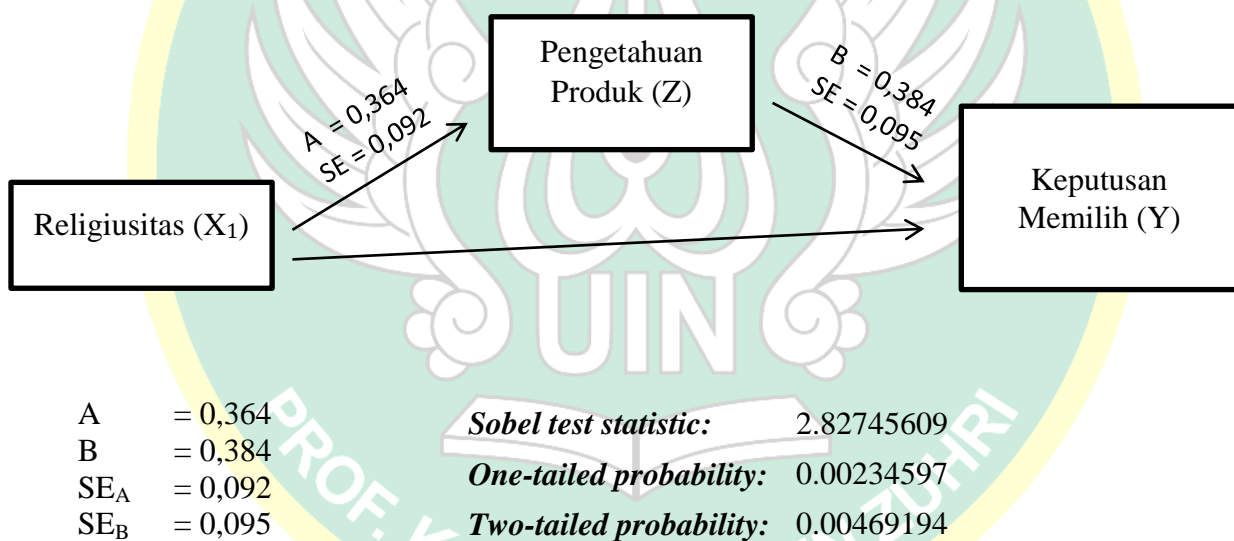 Pengetahuan
Produk (Z)
A = 0,364
SE = 0,092
B = 0,384
SE = 0,095
Religiusitas (X₁)
Keputusan
Memilih (Y)
UIN
A = 0,364
B = 0,384
SE_A = 0,092
SE_B = 0,095
Sobel test statistic: 2.82745609
One-tailed probability: 0.00234597
Two-tailed probability: 0.00469194
PROF. K
ZUHRI